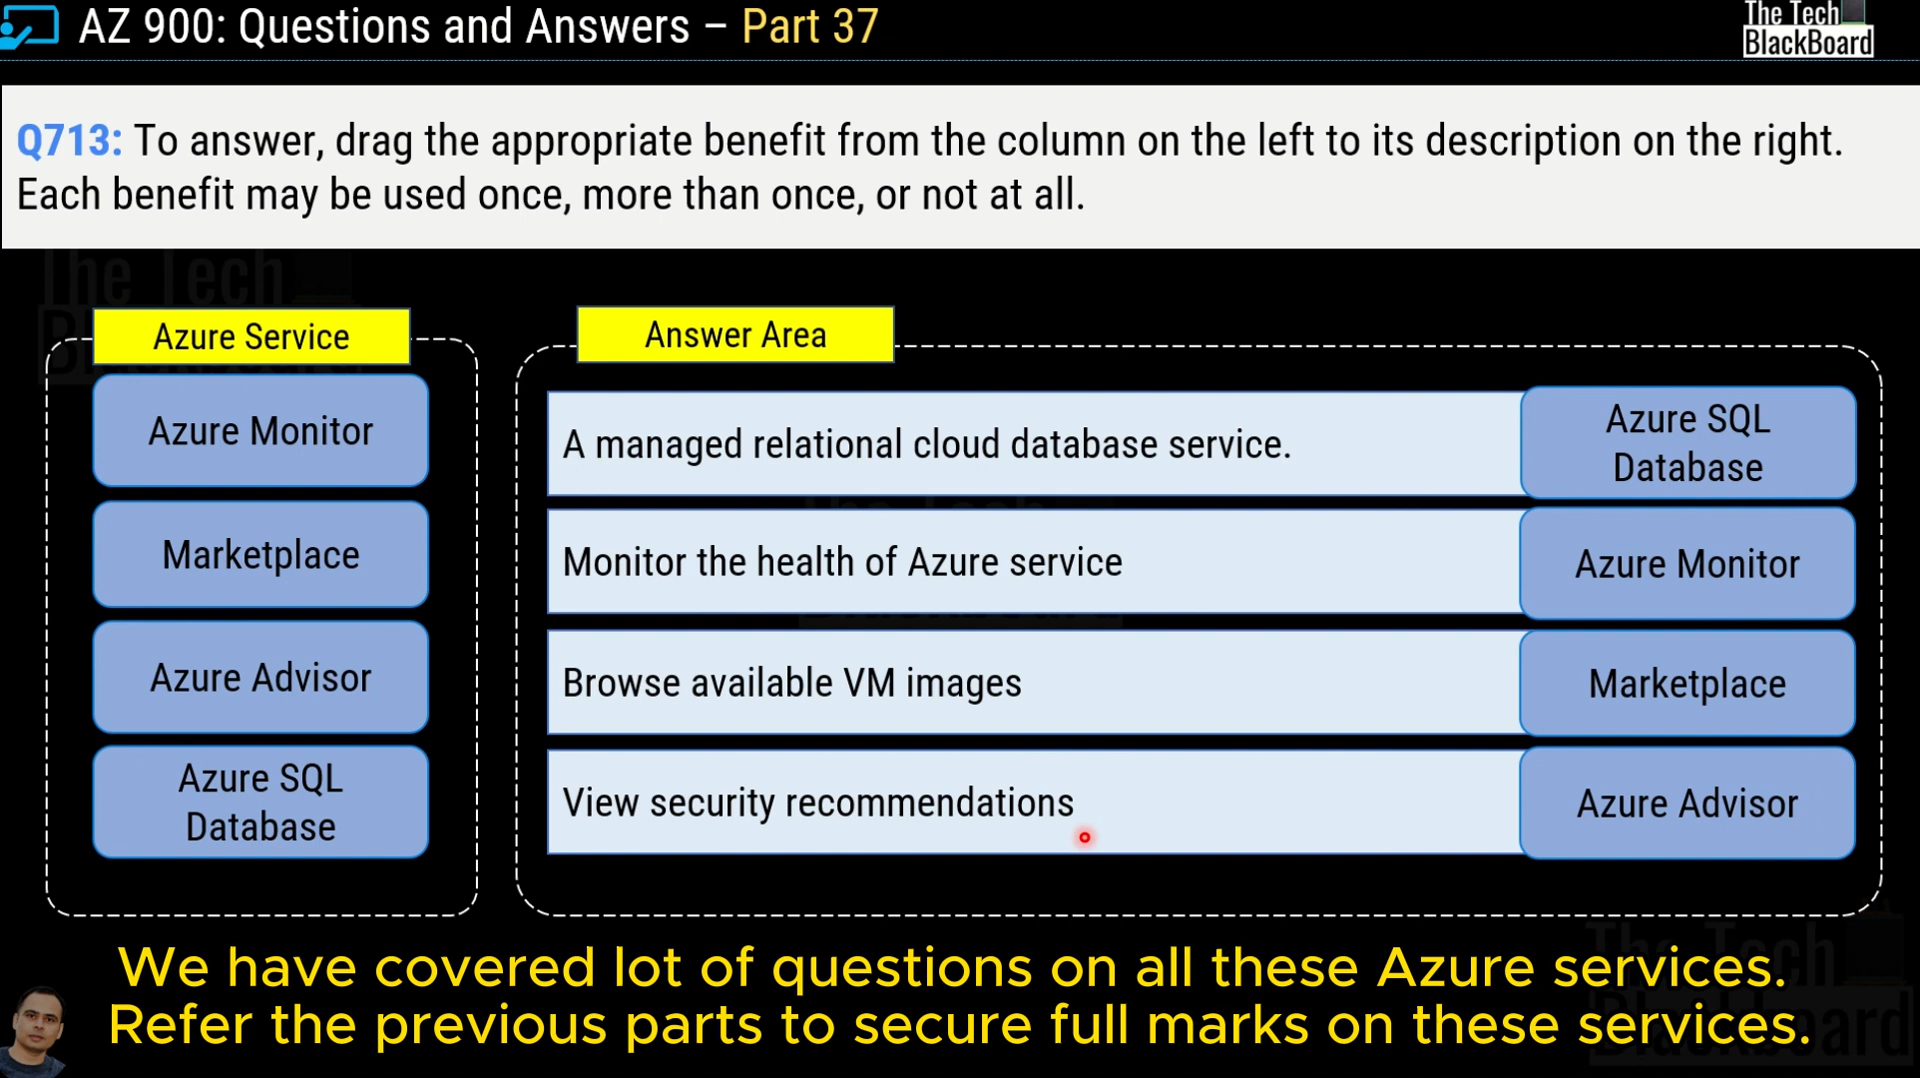 AZ 900: Questions and Answers – Part 37
The Tech
BlackBoard
Q713: To answer, drag the appropriate benefit from the column on the left to its description on the right.
Each benefit may be used once, more than once, or not at all.
Azure Service
Azure Monitor
Marketplace
Azure Advisor
Azure SQL
Database
Answer Area
A managed relational cloud database service.
Azure SQL
Database
Monitor the health of Azure service
Azure Monitor
Browse available VM images
Marketplace
View security recommendations
Azure Advisor
We have covered lot of questions on all these Azure services.
Refer the previous parts to secure full marks on these services.